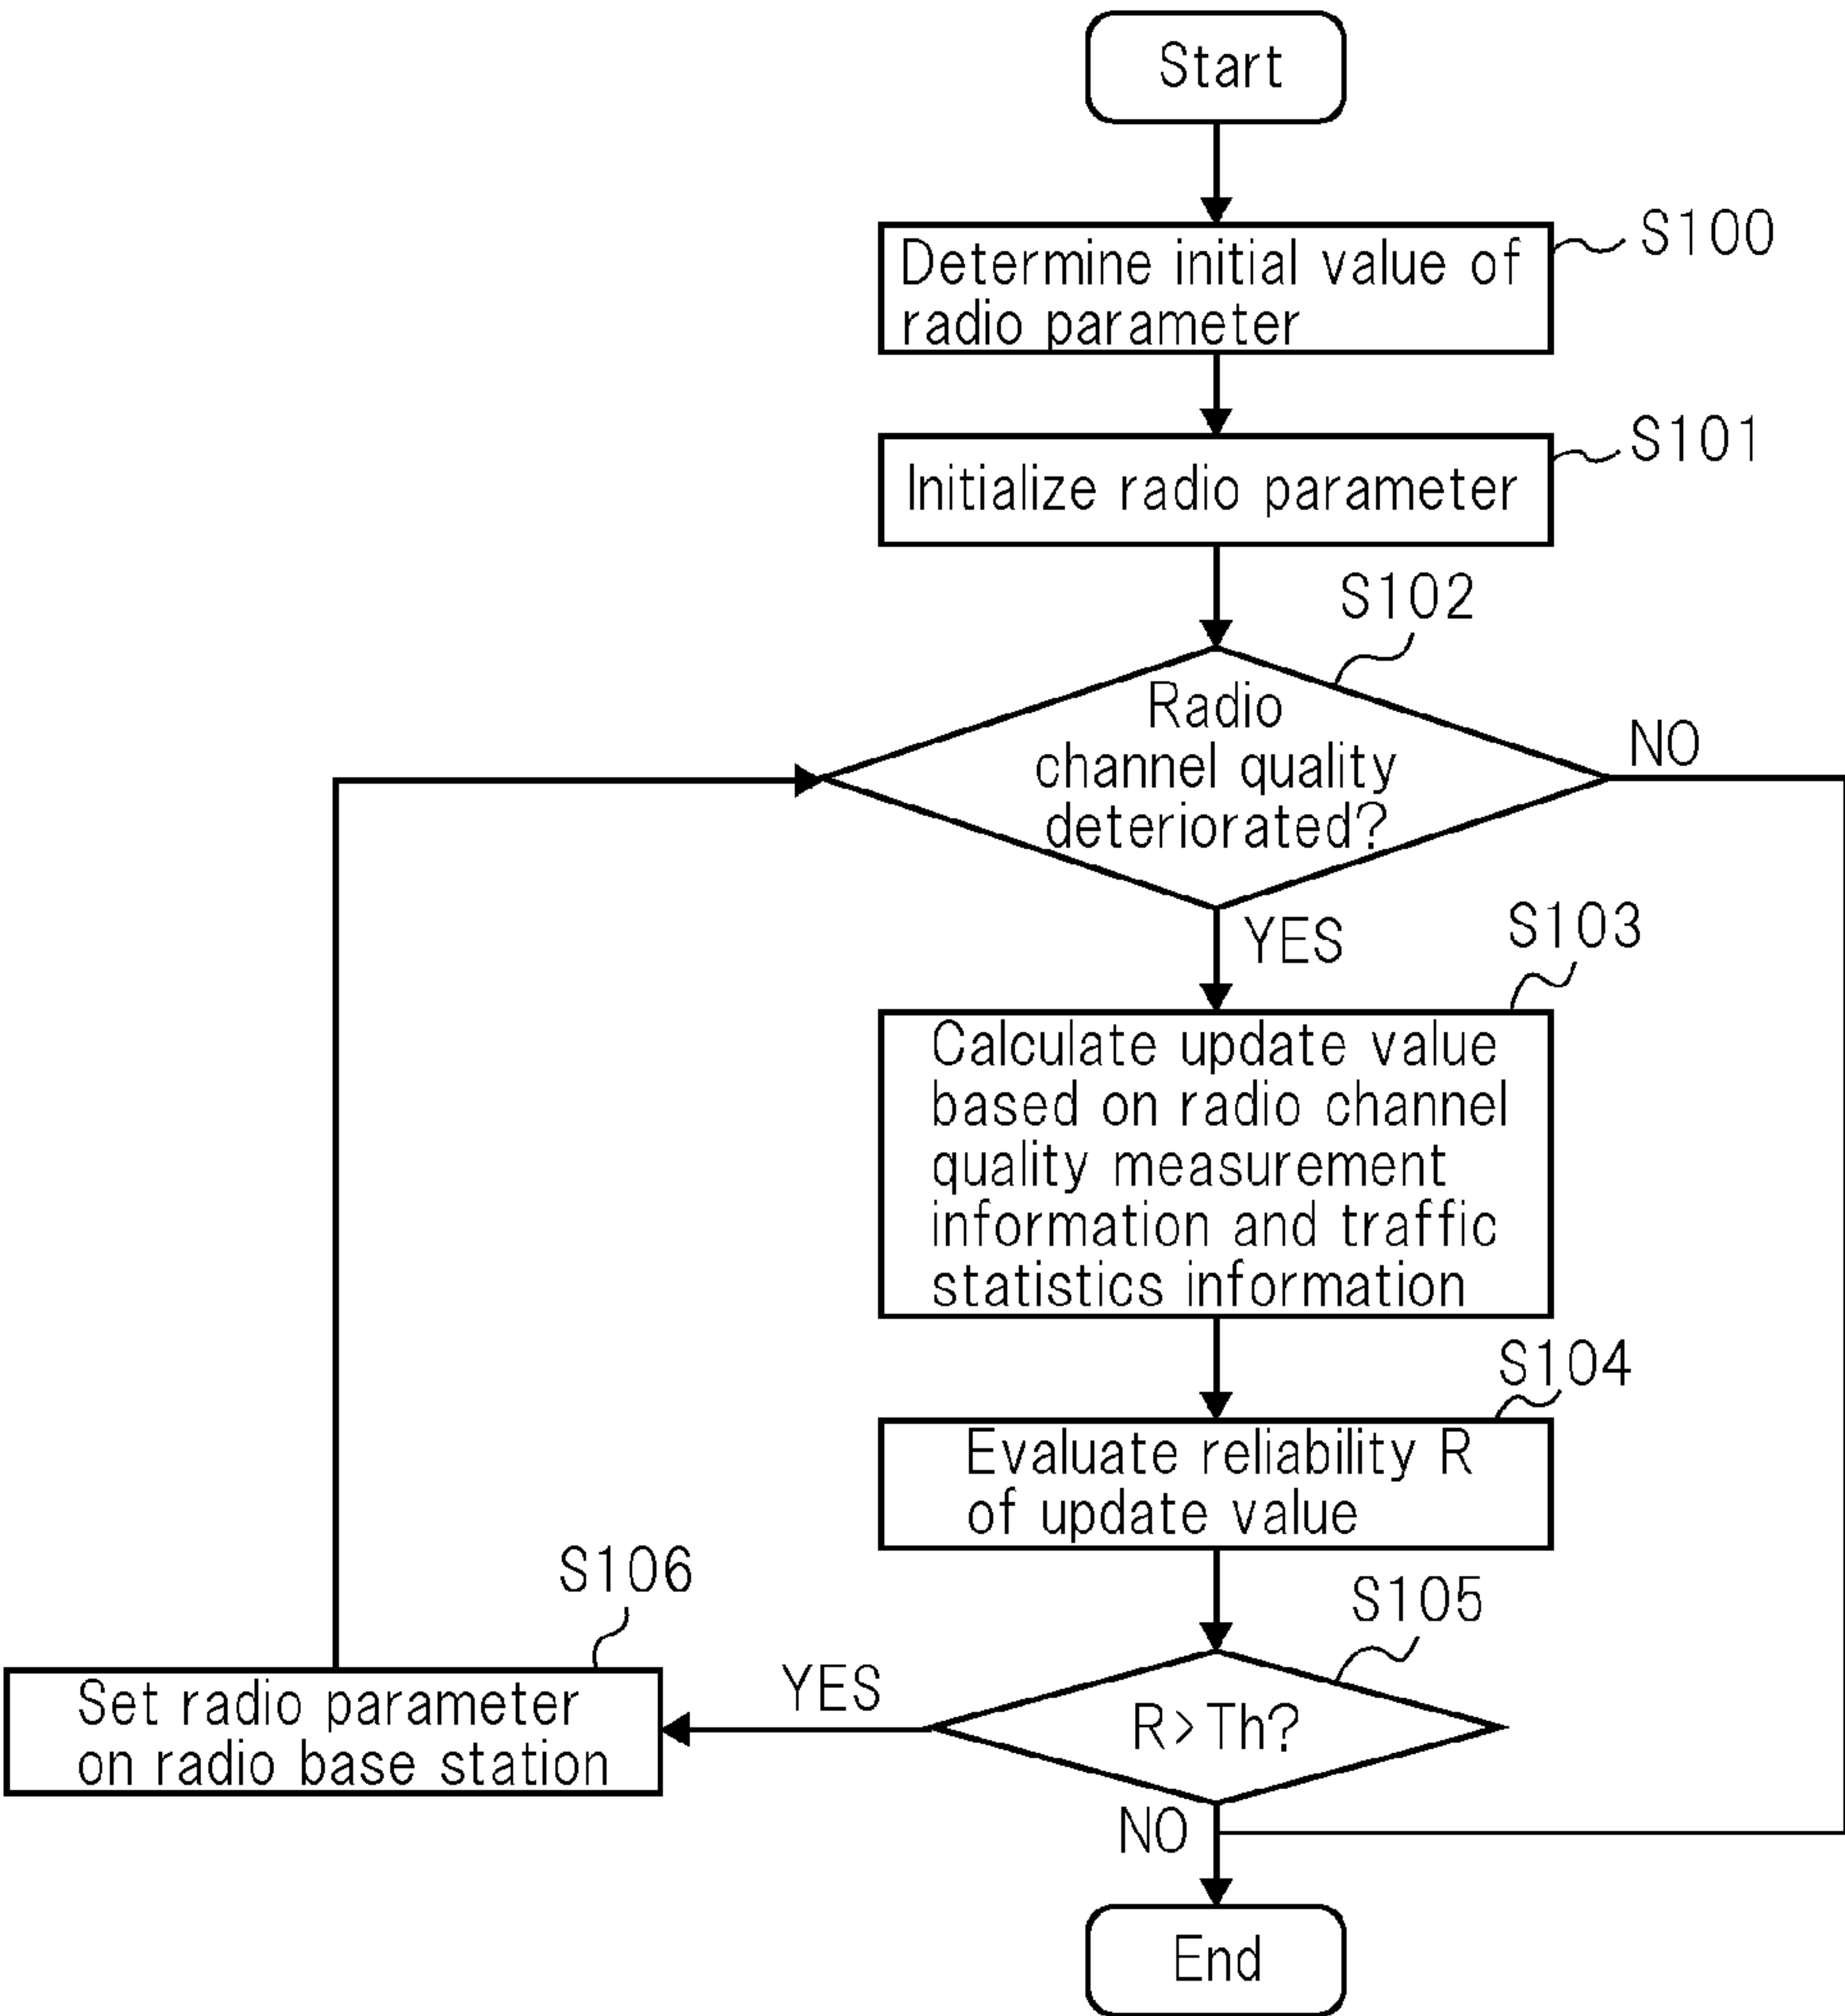 Start
S100
Determine initial value of
radio parameter
S101
Initialize radio parameter
S102
Radio
channel quality
deteriorated?
NO
YES
S103
Calculate update value
based on radio channel
quality measurement
information and traffic
statistics information
S104
Evaluate reliability R
of update value
S105
R>Th?
YES
S106
Set radio parameter
on radio base station
NO
End